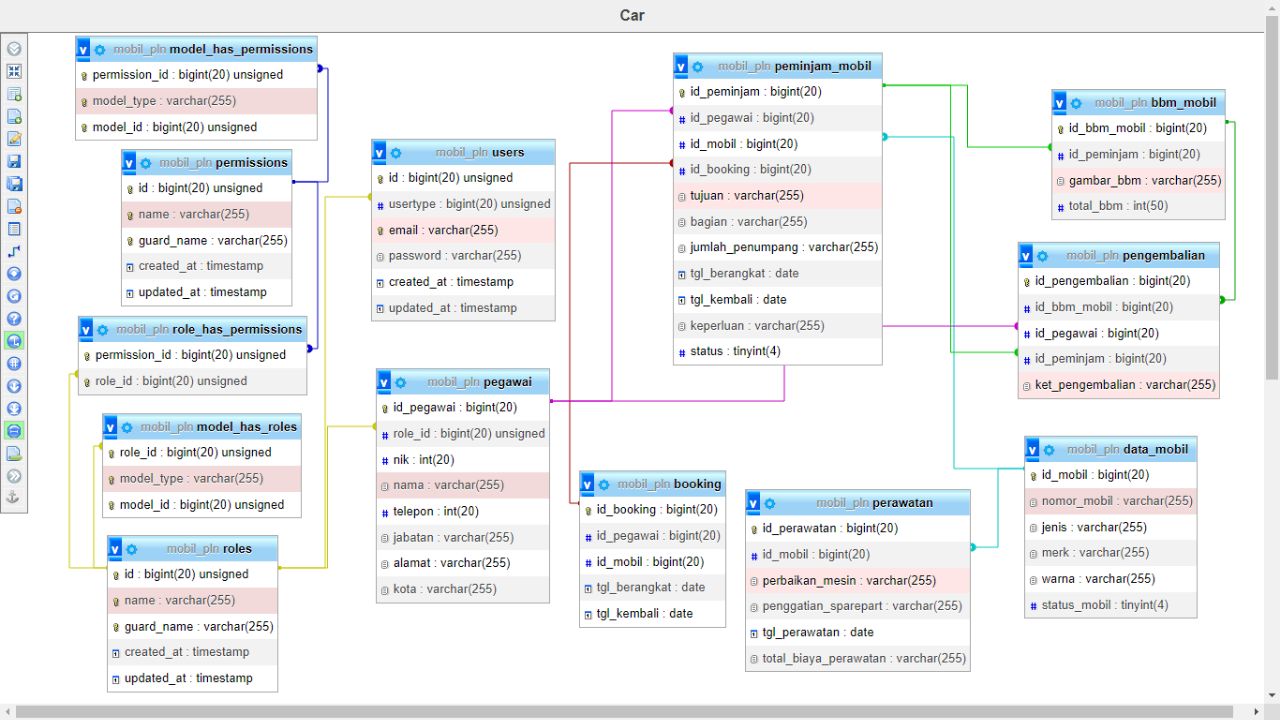 Car
mobil_pln model_has_permissions
permission_id : bigint(20) unsigned
model_type : varchar(255)
model_id : bigint(20) unsigned
mobil_pln permissions
id : bigint(20) unsigned
name : varchar(255)
guard_name : varchar(255)
created_at : timestamp
updated_at : timestamp
mobil_pln role_has_permissions
permission_id : bigint(20) unsigned
role_id : bigint(20) unsigned
mobil_pln model_has_roles
role_id : bigint(20) unsigned
model_type : varchar(255)
model_id : bigint(20) unsigned
mobil_pln roles
id : bigint(20) unsigned
name : varchar(255)
guard_name : varchar(255)
created_at : timestamp
updated_at : timestamp
mobil_pln users
id : bigint(20) unsigned
usertype : bigint(20) unsigned
email : varchar(255)
password : varchar(255)
created_at : timestamp
updated_at : timestamp
mobil_pln pegawai
id_pegawai : bigint(20)
role_id : bigint(20) unsigned
nik : int(20)
nama : varchar(255)
telepon : int(20)
jabatan : varchar(255)
alamat : varchar(255)
kota : varchar(255)
mobil_pln peminjam_mobil
id_peminjam : bigint(20)
id_pegawai : bigint(20)
id_mobil : bigint(20)
id_booking : bigint(20)
tujuan : varchar(255)
bagian : varchar(255)
jumlah_penumpang : varchar(255)
tgl_berangkat : date
tgl_kembali : date
keperluan : varchar(255)
status : tinyint(4)
mobil_pln booking
id_booking : bigint(20)
id_pegawai : bigint(20)
id_mobil : bigint(20)
tgl_berangkat : date
tgl_kembali : date
mobil_pln perawatan
id_perawatan : bigint(20)
id_mobil : bigint(20)
perbaikan_mesin : varchar(255)
penggatian_sparepart : varchar(255)
tgl_perawatan : date
total_biaya_perawatan : varchar(255)
mobil_pln bbm_mobil
id_bbm_mobil : bigint(20)
id_peminjam : bigint(20)
gambar_bbm : varchar(255)
total_bbm : int(50)
mobil_pln pengembalian
id_pengembalian : bigint(20)
id_bbm_mobil : bigint(20)
id_pegawai : bigint(20)
id_peminjam : bigint(20)
ket_pengembalian : varchar(255)
mobil_pln data_mobil
id_mobil : bigint(20)
nomor_mobil : varchar(255)
jenis : varchar(255)
merk : varchar(255)
warna : varchar(255)
status_mobil : tinyint(4)